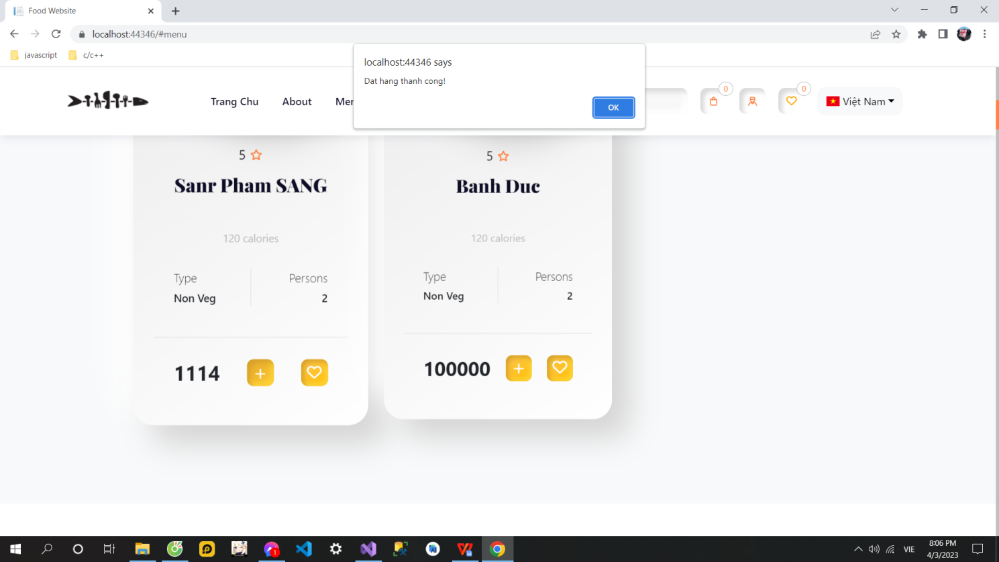 Food Website
localhost:44346/#menu
javascript
c/c++
localhost:44346 says
Dat hang thanh cong!
OK
Trang Chu
About
Men
0
0
Việt Nam
5
Sanr Pham SANG
120 calories
Type
Persons
Non Veg
2
1114
5
Banh Duc
120 calories
Type
Persons
Non Veg
2
100000
1
VIE
8:06 PM
4/3/2023